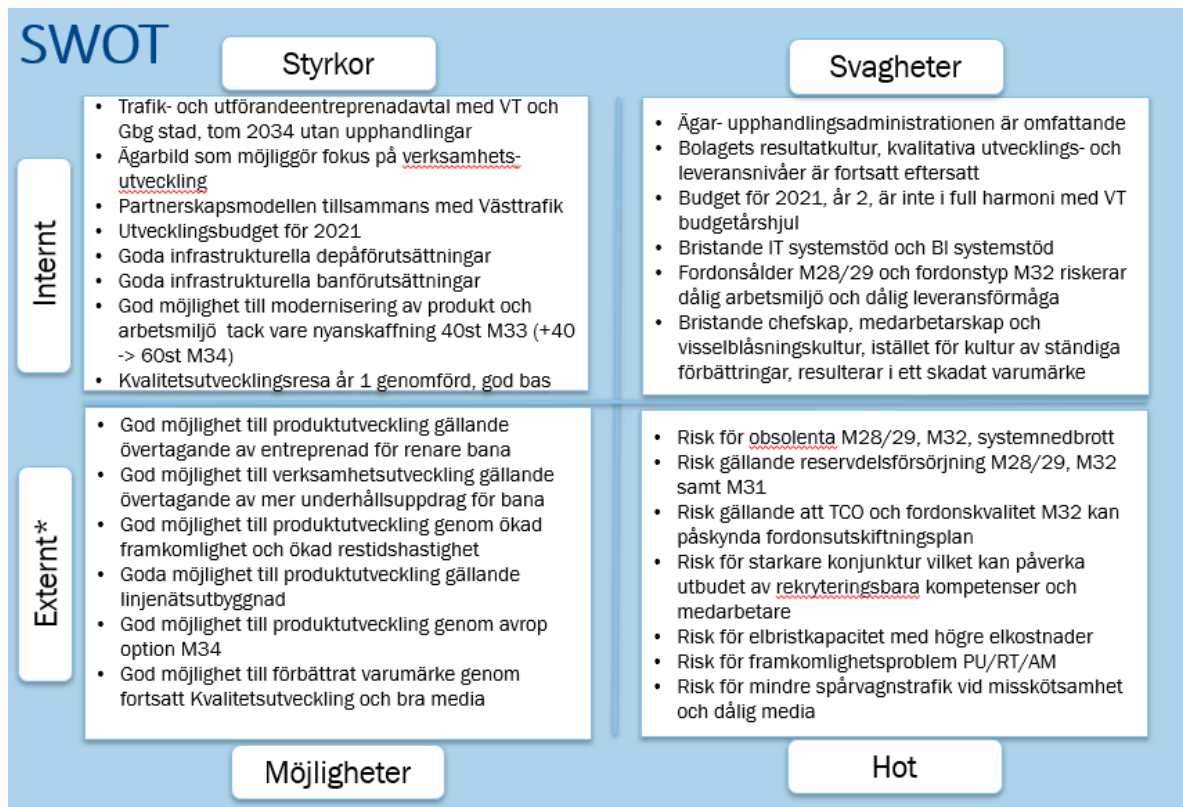 SWOT
Styrkor
• Trafik- och utförandeentreprenadavtal med VT och
Gbg stad, tom 2034 utan upphandlingar
• Ägarbild som möjliggör fokus på verksamhets-
utveckling
• Partnerskapsmodellen tillsammans med Västtrafik
• Utvecklingsbudget för 2021
• Goda infrastrukturella depåförutsättningar
• Goda infrastrukturella banförutsättningar
• God möjlighet till modernisering av produkt och
arbetsmiljö tack vare nyanskaffning 40st M33 (+40
-> 60st M34)
• Kvalitetsutvecklingsresa år 1 genomförd, god bas
Svagheter
• Ägar- upphandlingsadministrationen är omfattande
• Bolagets resultatkultur, kvalitativa utvecklings- och
leveransnivåer är fortsatt eftersatt
• Budget för 2021, år 2, är inte i full harmoni med VT
budgetårshjul
• Bristande IT systemstöd och BI systemstöd
• Fordonsålder M28/29 och fordonstyp M32 riskerar
dålig arbetsmiljö och dålig leveransförmåga
• Bristande chefskap, medarbetarskap och
visselblåsningskultur, istället för kultur av ständiga
förbättringar, resulterar i ett skadat varumärke
Internt
Externt*
• God möjlighet till produktutveckling gällande
övertagande av entreprenad för renare bana
• God möjlighet till verksamhetsutveckling gällande
övertagande av mer underhållsuppdrag för bana
• God möjlighet till produktutveckling genom ökad
framkomlighet och ökad restidshastighet
• Goda möjlighet till produktutveckling gällande
linjenätsutbyggnad
• God möjlighet till produktutveckling genom avrop
option M34
• God möjlighet till förbättrat varumärke genom
fortsatt Kvalitetsutveckling och bra media
Möjligheter
• Risk för obsolenta M28/29, M32, systemnedbrott
• Risk gällande reservdelsförsörjning M28/29, M32
samt M31
• Risk gällande att TCO och fordonskvalitet M32 kan
påskynda fordonsutskiftningsplan
• Risk för starkare konjunktur vilket kan påverka
utbudet av rekryteringsbara kompetenser och
medarbetare
• Risk för elbristkapacitet med högre elkostnader
• Risk för framkomlighetsproblem PU/RT/AM
• Risk för mindre spårvagnstrafik vid misskötsamhet
och dålig media
Hot